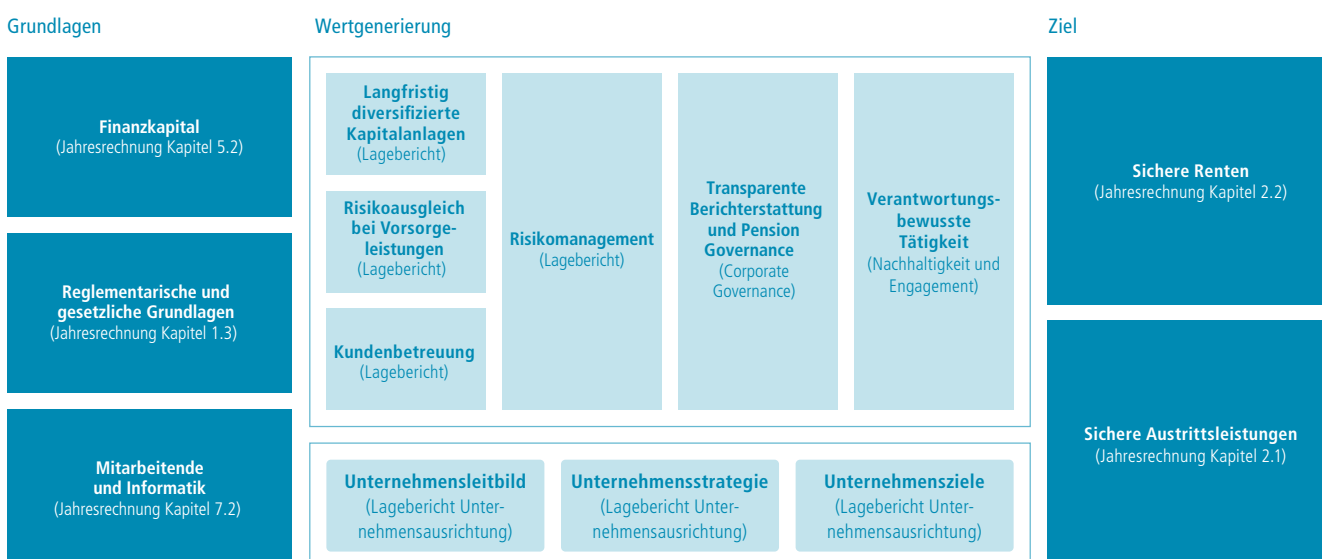 Grundlagen
Finanzkapital
(Jahresrechnung Kapitel 5.2)
Reglementarische und
gesetzliche Grundlagen
(Jahresrechnung Kapitel 1.3)
Mitarbeitende
und Informatik
(Jahresrechnung Kapitel 7.2)
Wertgenerierung
Langfristig
diversifizierte
Kapitalanlagen
(Lagebericht)
Risikoausgleich
bei Vorsorge-
leistungen
(Lagebericht)
Kundenbetreuung
(Lagebericht)
Risikomanagement
(Lagebericht)
Transparente
Berichterstattung
und Pension
Governance
(Corporate
Governance)
Verantwortungs-
bewusste
Tätigkeit
(Nachhaltigkeit und
Engagement)
Unternehmensleitbild
(Lagebericht Unter-
nehmensausrichtung)
Unternehmensstrategie
(Lagebericht Unter-
nehmensausrichtung)
Unternehmensziele
(Lagebericht Unter-
nehmensausrichtung)
Ziel
Sichere Renten
(Jahresrechnung Kapitel 2.2)
Sichere Austrittsleistungen
(Jahresrechnung Kapitel 2.1)